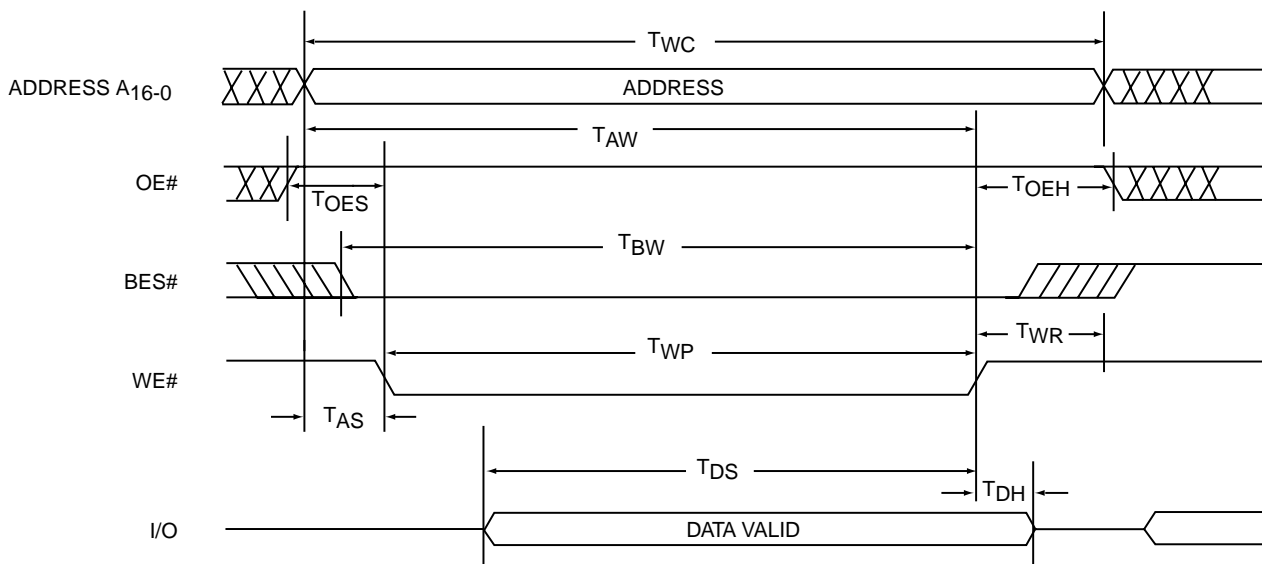 TWC
ADDRESS A16-0
ADDRESS
TAW
OE#
TOES
TOEH
TBW
BES#
TWR
TWP
WE#
TAS
TDS
TDH
I/O
DATA VALID